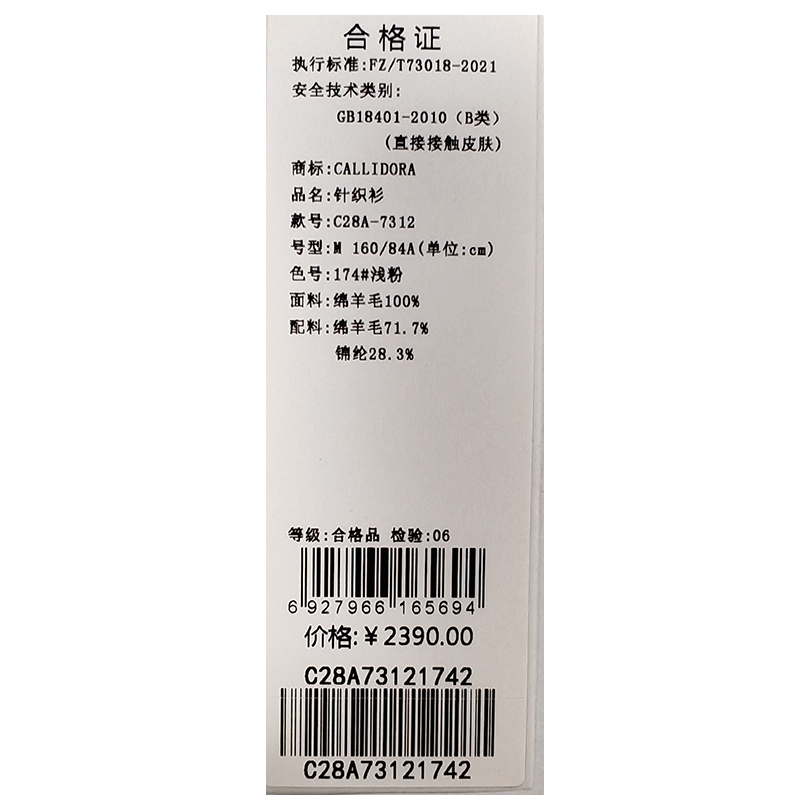 合格证
执行标准:FZ/T73018-2021
安全技术类别:
GB18401-2010（B类）
(直接接触皮肤)
商标:CALLIDORA
品名:针织衫
款号:C28A-7312
号型:M 160/84A(单位:cm)
色号:174#浅粉
面料:绵羊毛100%
配料:绵羊毛71.7%
锦纶28.3%
等级:合格品 检验:06
6 927966 165694
价格:￥2390.00
C28A73121742
C28A73121742